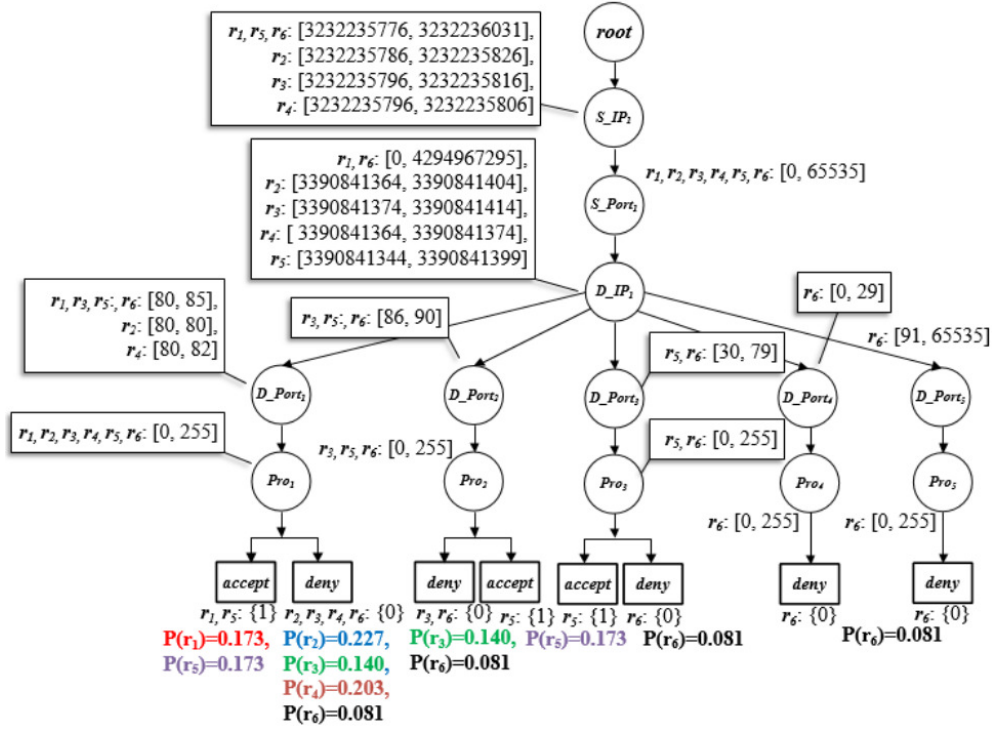 root
r1, r5, r6: [3232235776, 3232236031],
r2: [3232235786, 3232235826],
r3: [3232235796, 3232235816],
r4: [3232235796, 3232235806]
S_IP1
r1, r6: [0, 4294967295],
r2: [3390841364, 3390841404],
r3: [3390841374, 3390841414],
r4: [ 3390841364, 3390841374],
r5: [3390841344, 3390841399]
r1, r2, r3, r4, r5, r6: [0, 65535]
S_Port1
D_IP1
r1, r3, r5:, r6: [80, 85],
r2: [80, 80],
r4: [80, 82]
r3, r5:, r6: [86, 90]
r6: [0, 29]
r5, r6: [30, 79]
r6: [91, 65535]
D_Port1
D_Port2
D_Port3
D_Port4
D_Port5
r1, r2, r3, r4, r5, r6: [0, 255]
r3, r5, r6: [0, 255]
r5, r6: [0, 255]
Pro1
Pro2
Pro3
Pro4
Pro5
r6: [0, 255]
r6: [0, 255]
accept
deny
deny
accept
accept
deny
deny
deny
r1, r5: {1}
r2, r3, r4, r6: {0}
r3, r6: {0}
r5: {1}
r5: {1}
r6: {0}
r6: {0}
r6: {0}
P(r1)=0.173,
P(r5)=0.173
P(r2)=0.227,
P(r3)=0.140,
P(r4)=0.203,
P(r6)=0.081
P(r3)=0.140,
P(r6)=0.081
P(r5)=0.173
P(r6)=0.081
P(r6)=0.081